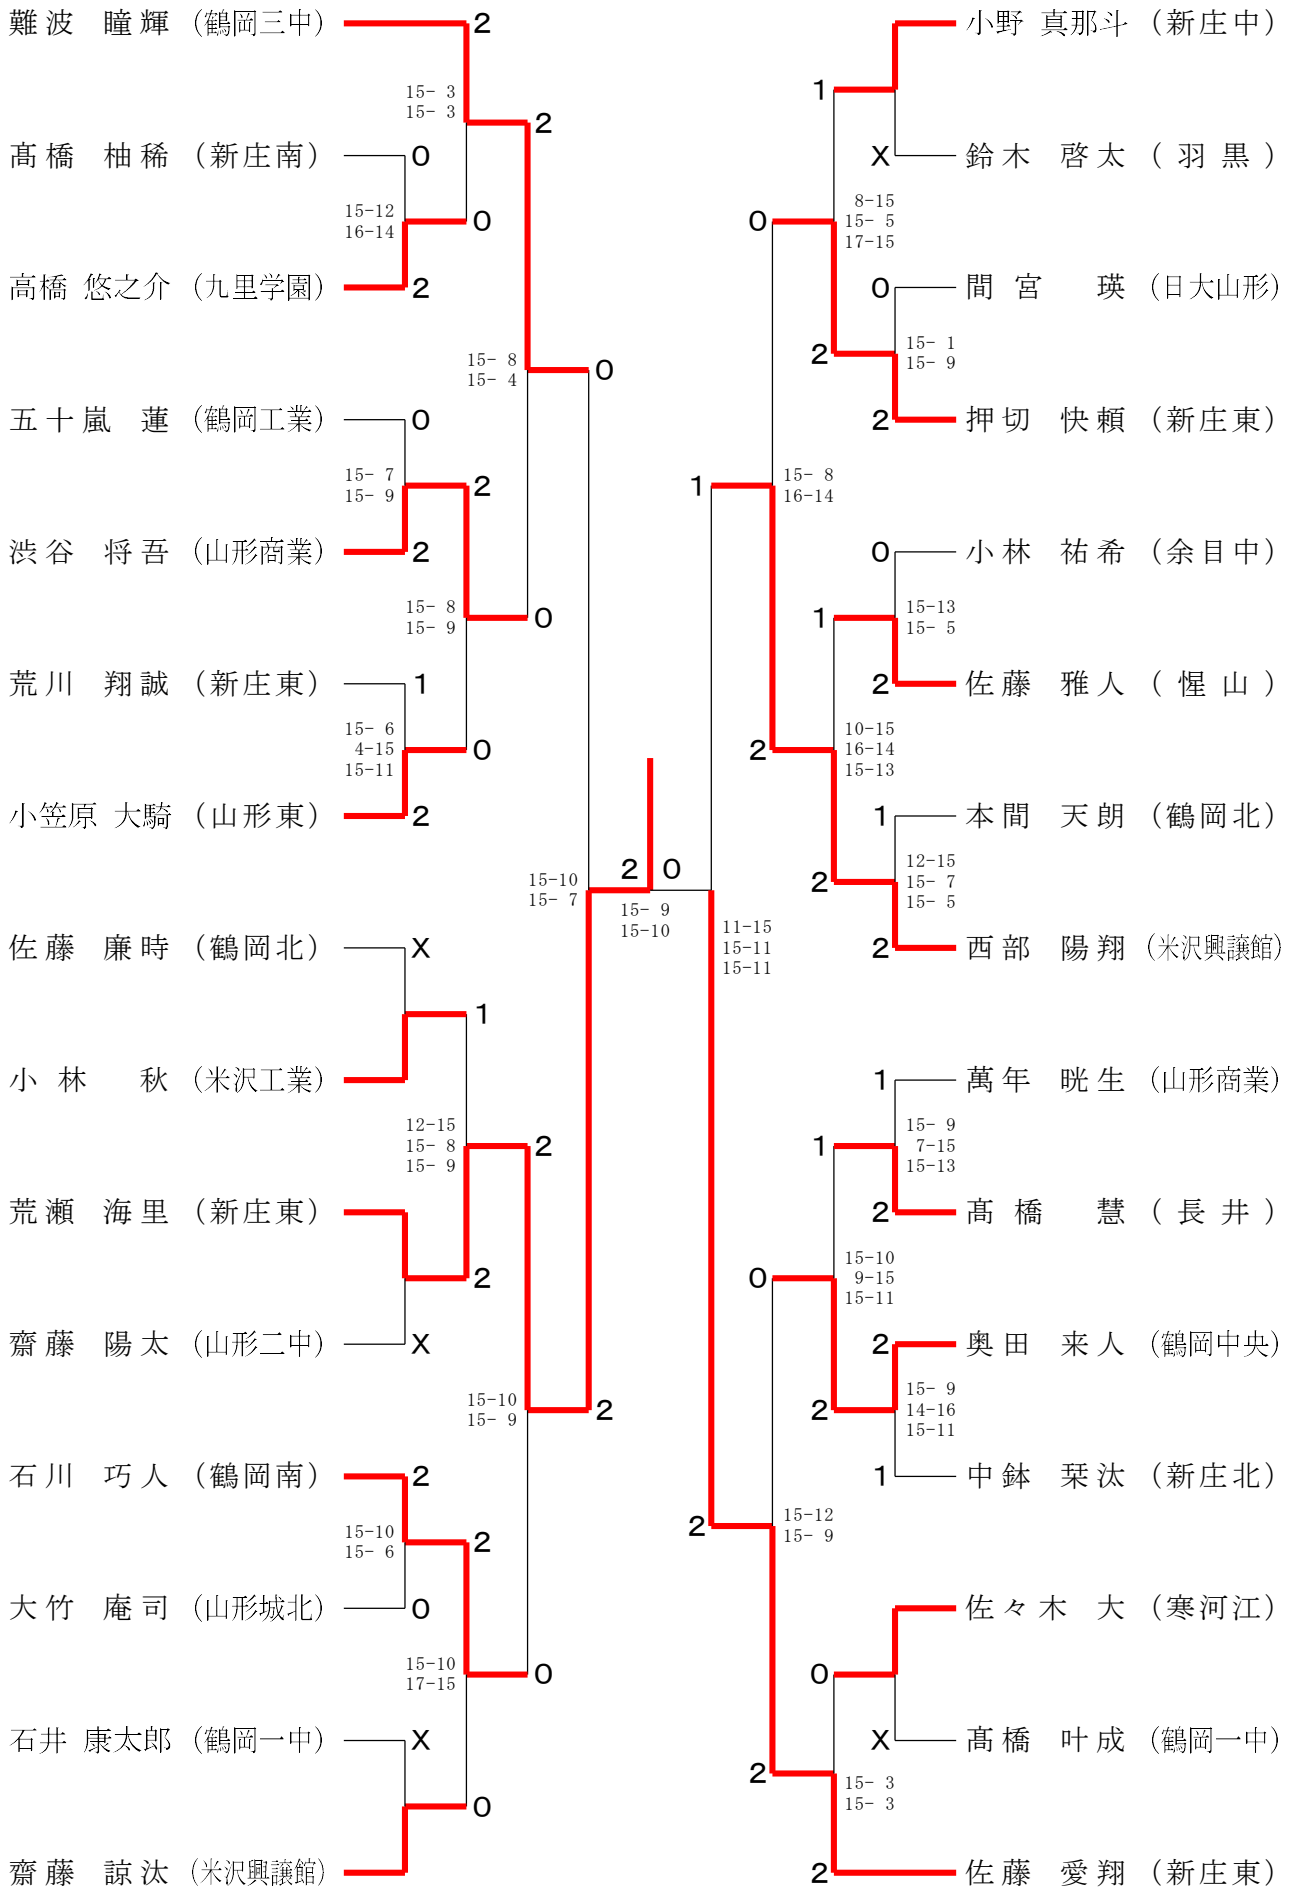 難波 瞳輝 (鶴岡三中) 2
15- 3
15- 3
2
髙橋 柚稀 (新庄南) 0
15-12
16-14
0
高橋 悠之介 (九里学園) 2
15- 8
15- 4
0
五十嵐 蓮 (鶴岡工業) 0
15- 7
15- 9
2
渋谷 将吾 (山形商業) 2
15- 8
15- 9
0
荒川 翔誠 (新庄東) 1
15- 6
4-15
15-11
0
小笠原 大騎 (山形東) 2
15-10
15- 7
佐藤 廉時 (鶴岡北) X
1
小林 秋 (米沢工業)
12-15
15- 8
15- 9
2
荒瀬 海里 (新庄東)
2
齋藤 陽太 (山形二中) X
15-10
15- 9
2
石川 巧人 (鶴岡南) 2
15-10
15- 6
2
大竹 庵司 (山形城北) 0
15-10
17-15
0
石井 康太郎 (鶴岡一中) X
0
齋藤 諒汰 (米沢興譲館)
2 0
15- 9
15-10
小野 真那斗 (新庄中)
1
X 鈴木 啓太 (羽黒)
8-15
15- 5
17-15
0
0 間宮 瑛 (日大山形)
15- 1
15- 9
2
2 押切 快頼 (新庄東)
15- 8
16-14
1
0 小林 祐希 (余目中)
15-13
15- 5
1
2 佐藤 雅人 (惺山)
10-15
16-14
15-13
2
1 本間 天朗 (鶴岡北)
12-15
15- 7
15- 5
2
2 西部 陽翔 (米沢興譲館)
11-15
15-11
15-11
1 萬年 晄生 (山形商業)
15- 9
7-15
15-13
1
2 髙橋 慧 (長井)
15-10
9-15
15-11
0
2 奥田 来人 (鶴岡中央)
15- 9
14-16
15-11
2
1 中鉢 栞汰 (新庄北)
15-12
15- 9
2
佐々木 大 (寒河江)
0
X 髙橋 叶成 (鶴岡一中)
15- 3
15- 3
2
2 佐藤 愛翔 (新庄東)